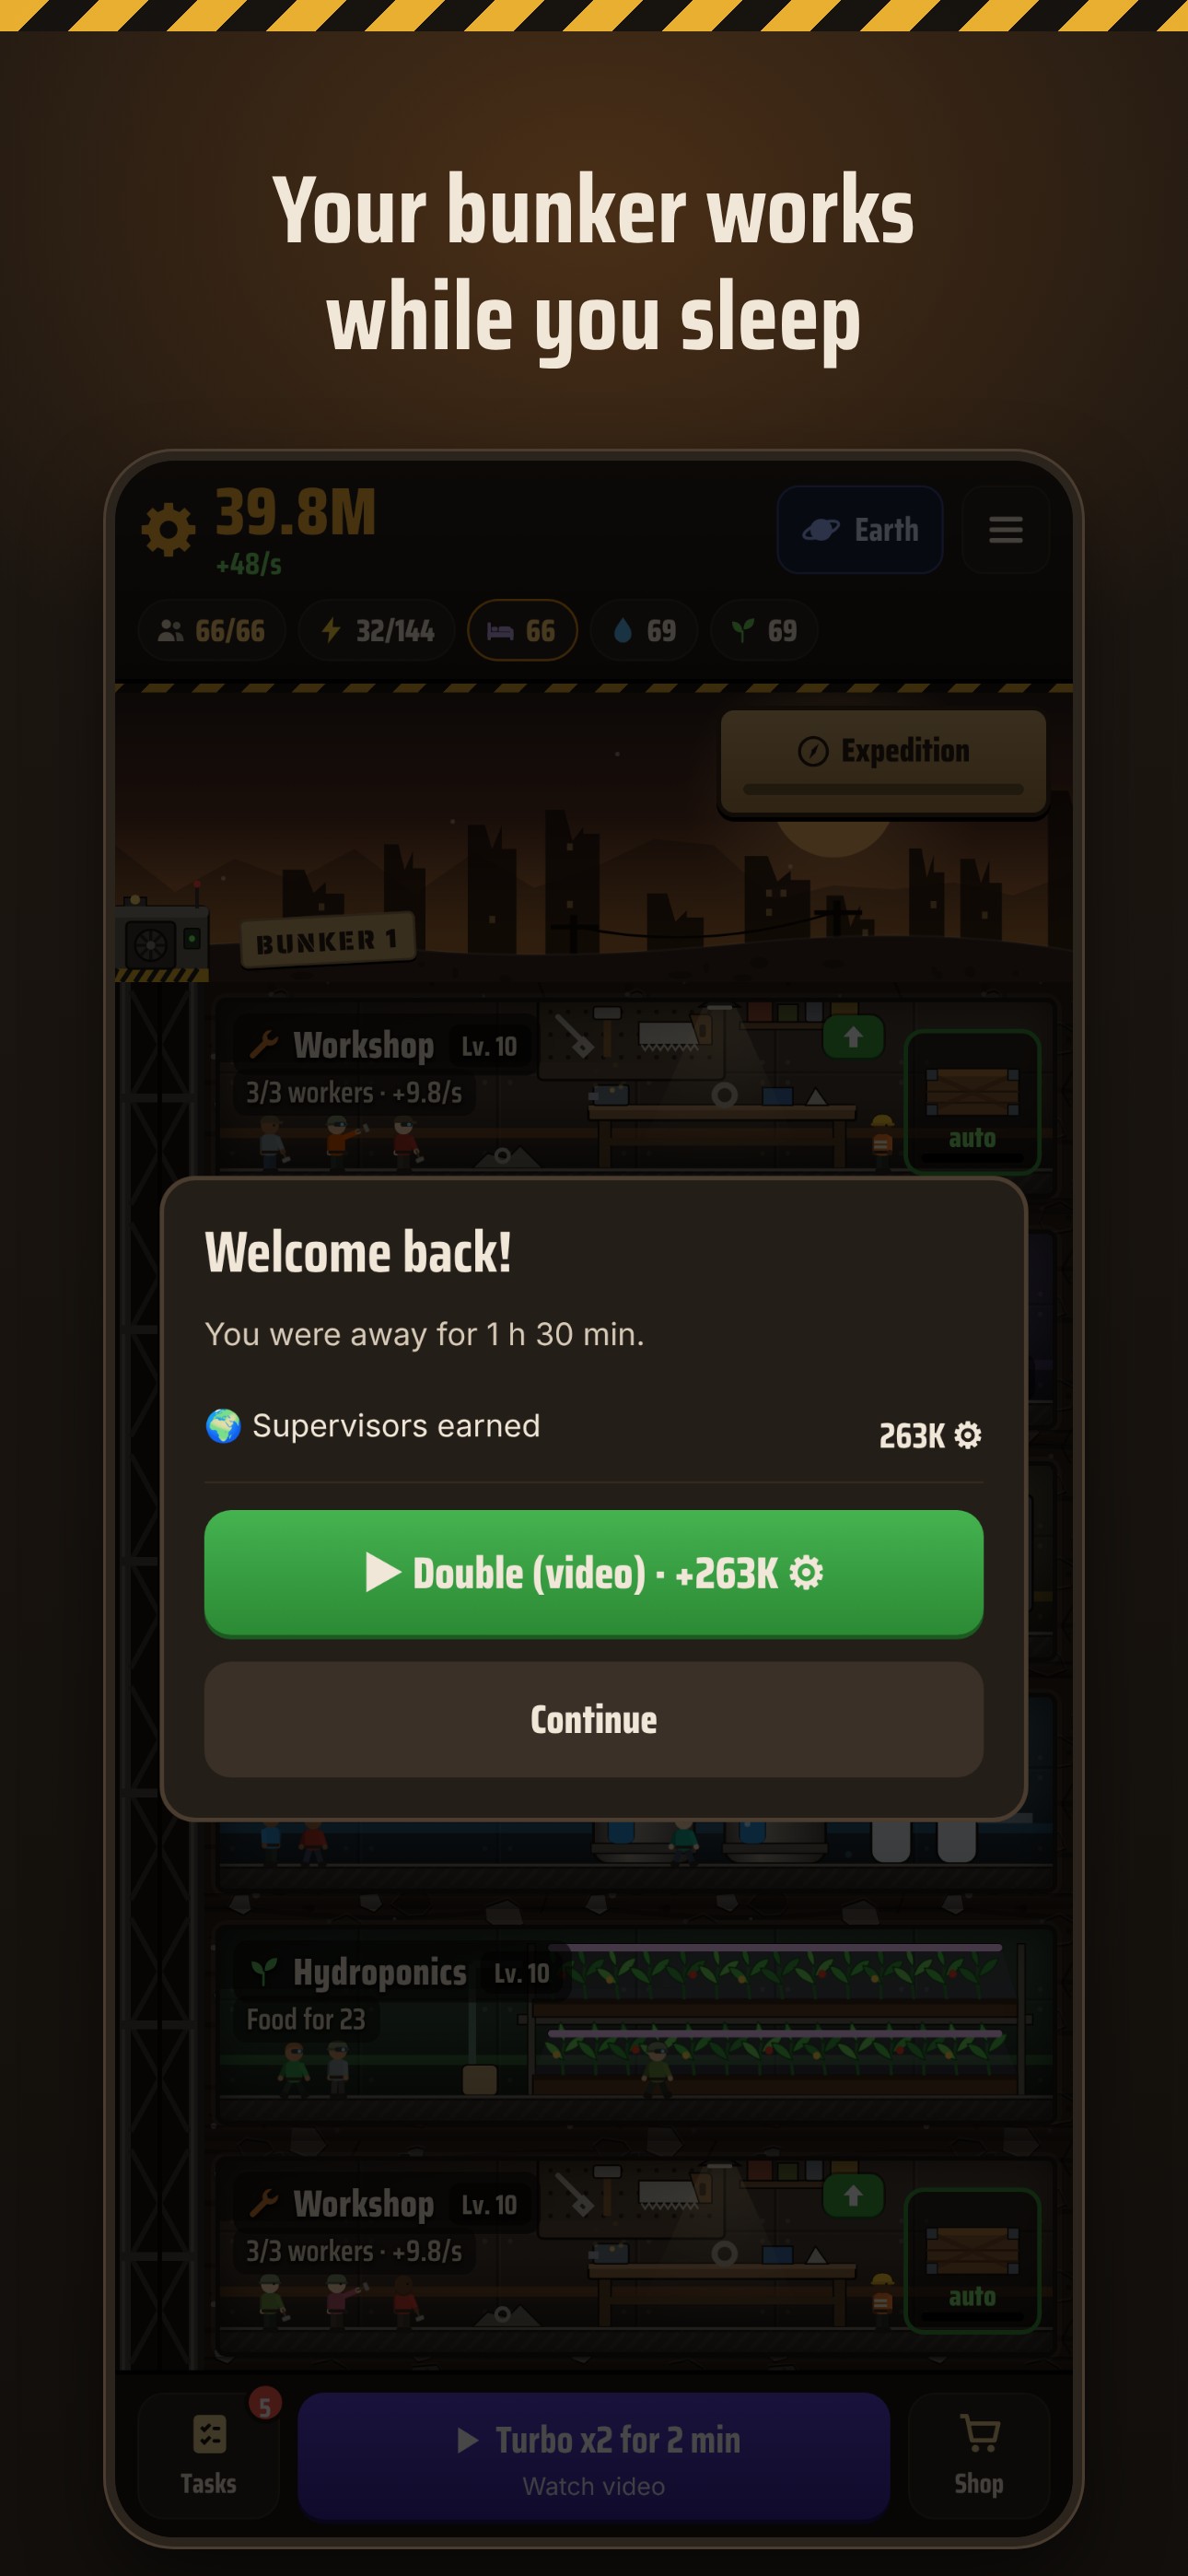 Your bunker works
while you sleep
39.8M
+48/s
Earth
66/66
32/144
66
69
69
Expedition
BUNKER 1
Workshop Lv. 10
3/3 workers · +9.8/s
auto
Welcome back!
You were away for 1 h 30 min.
Supervisors earned
263K
Double (video) · +263K
Continue
Hydroponics Lv. 10
Food for 23
Workshop Lv. 10
3/3 workers · +9.8/s
auto
5
Tasks
Turbo x2 for 2 min
Watch video
Shop